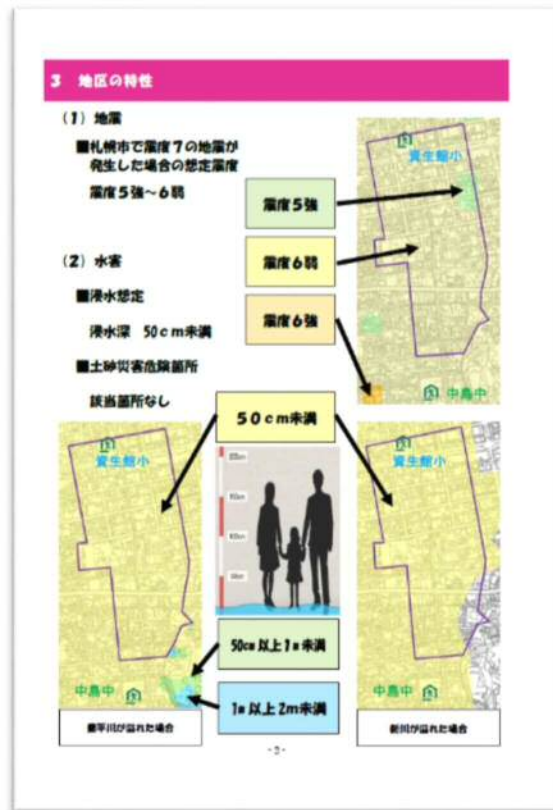 3 地区の特性
(1) 地震
■札幌市で震度7の地震が
発生した場合の想定震度
震度5強～6弱
資生館小
震度5強
震度6弱
震度6強
中島中
(2) 水害
■浸水想定
浸水深 50cm未満
■土砂災害危険箇所
該当箇所なし
50cm未満
資生館小
資生館小
50cm以上1m未満
1m以上2m未満
中島中
中島中
豊平川が溢れた場合
新川が溢れた場合